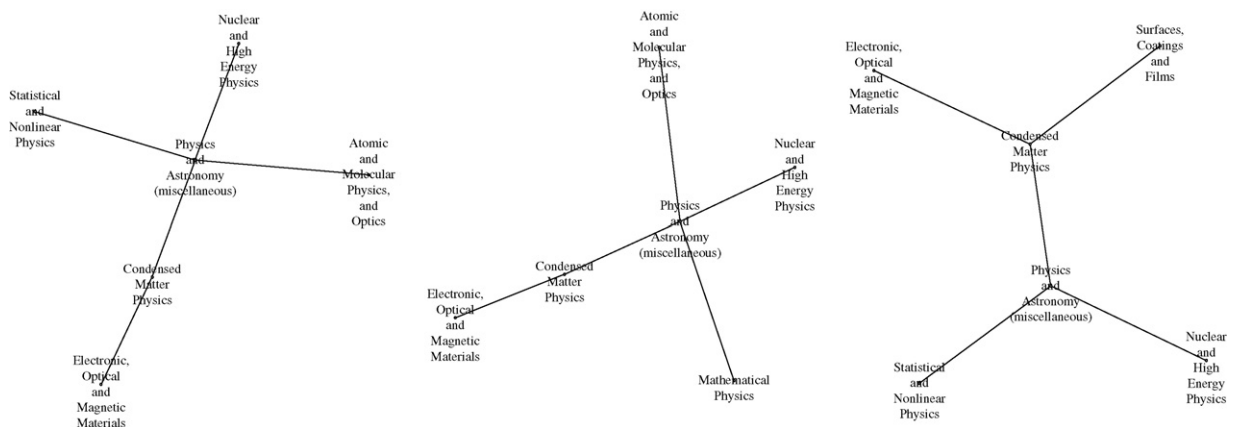 Nuclear
and
High
Energy
Physics
Statistical
and
Nonlinear
Physics
Physics
and
Astronomy
(miscellaneous)
Atomic
and
Molecular
Physics,
and
Optics
Condensed
Matter
Physics
Electronic,
Optical
and
Magnetic
Materials
Atomic
and
Molecular
Physics,
and
Optics
Nuclear
and
High
Energy
Physics
Physics
and
Astronomy
(miscellaneous)
Condensed
Matter
Physics
Electronic,
Optical
and
Magnetic
Materials
Mathematical
Physics
Electronic,
Optical
and
Magnetic
Materials
Surfaces,
Coatings
and
Films
Condensed
Matter
Physics
Physics
and
Astronomy
(miscellaneous)
Statistical
and
Nonlinear
Physics
Nuclear
and
High
Energy
Physics